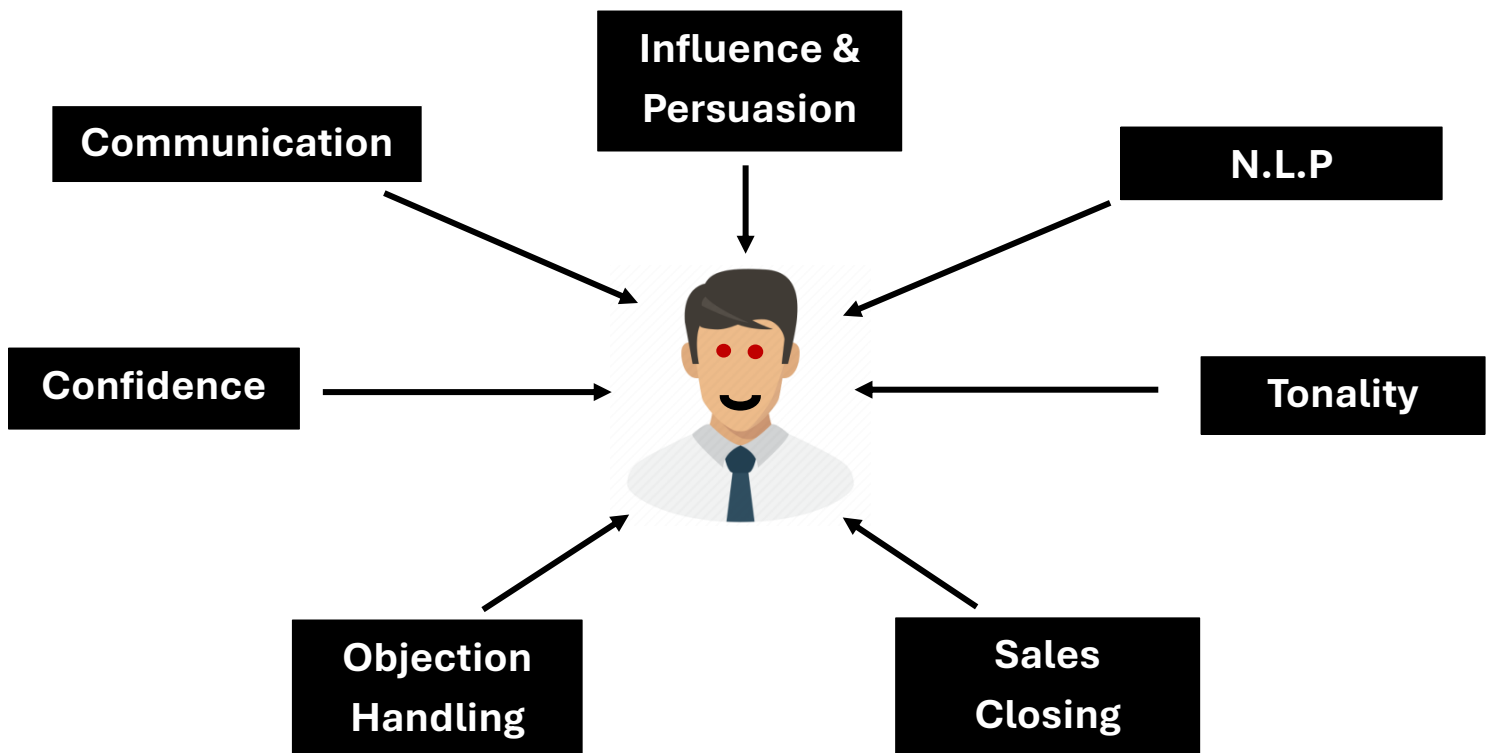 Influence &
Persuasion
Communication
N.L.P
Confidence
Tonality
Objection
Handling
Sales
Closing